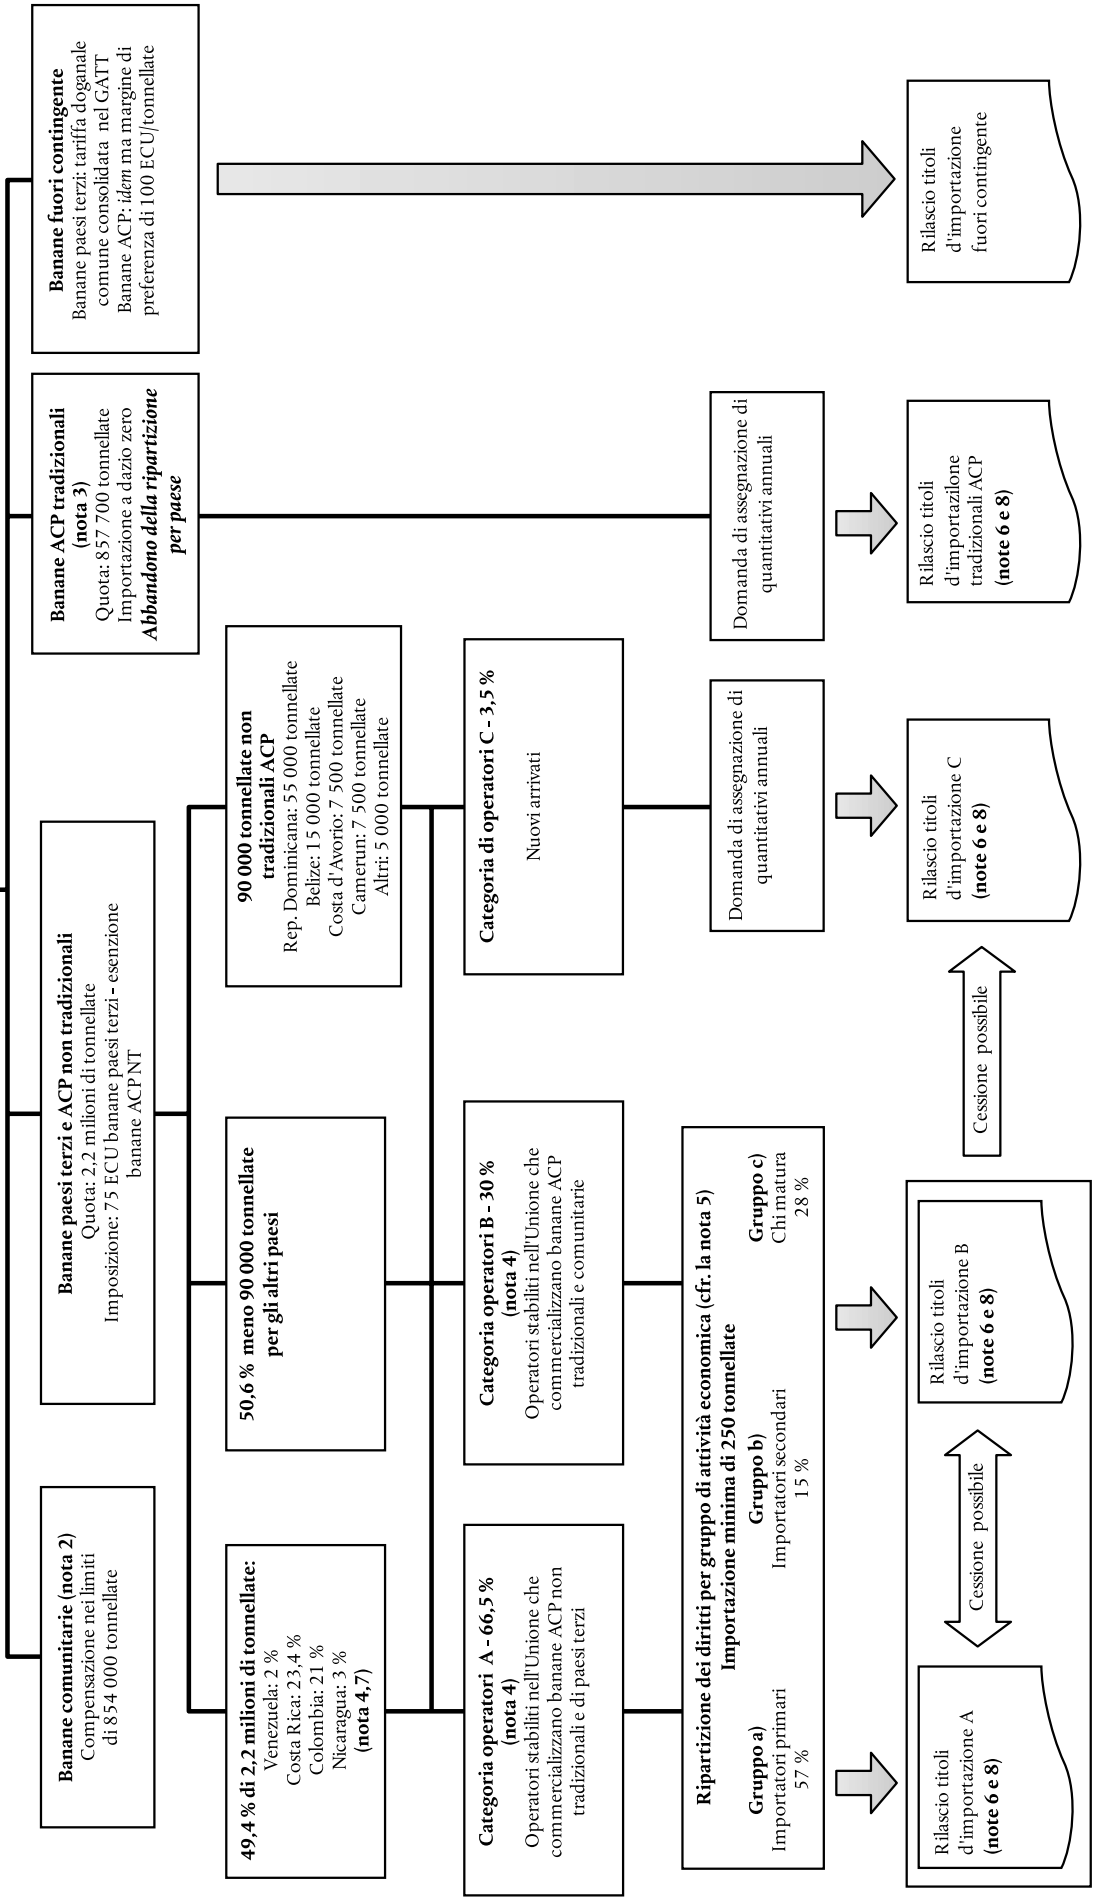 Banane comunitarie (nota 2)
Compensazione nei limiti
di 854 000 tonnellate
Banane paesi terzi e ACP non tradizionali
Quota: 2,2 milioni di tonnellate
Imposizione: 75 ECU banane paesi terzi - esenzione
banane ACPNT
Banane ACP tradizionali
(nota 3)
Quota: 857 700 tonnellate
Importazione a dazio zero
Abbandono della ripartizione
per paese
Banane fuori contingente
Banane paesi terzi: tariffa doganale
comune consolidata nel GATT
Banane ACP: idem ma margine di
preferenza di 100 ECU/tonnellate
49,4 % di 2,2 milioni di tonnellate:
Venezuela: 2 %
Costa Rica: 23,4 %
Colombia: 21 %
Nicaragua: 3 %
(nota 4,7)
50,6 % meno 90 000 tonnellate
per gli altri paesi
90 000 tonnellate non
tradizionali ACP
Rep. Dominicana: 55 000 tonnellate
Belize: 15 000 tonnellate
Costa d'Avorio: 7 500 tonnellate
Camerun: 7 500 tonnellate
Altri: 5 000 tonnellate
Categoria operatori A - 66,5 %
(nota 4)
Operatori stabiliti nell'Unione che
commercializzano banane ACP non
tradizionali e di paesi terzi
Categoria operatori B - 30 %
(nota 4)
Operatori stabiliti nell'Unione che
commercializzano banane ACP
tradizionali e comunitarie
Categoria di operatori C - 3,5 %
Nuovi arrivati
Ripartizione dei diritti per gruppo di attività economica (cfr. la nota 5)
Importazione minima di 250 tonnellate
Gruppo a)
Importatori primari
57 %
Gruppo b)
Importatori secondari
15 %
Gruppo c)
Chi matura
28 %
Domanda di assegnazione di
quantitativi annuali
Domanda di assegnazione di
quantitativi annuali
Rilascio titoli
d'importazione A
(note 6 e 8)
Cessione possibile
Rilascio titoli
d'importazione B
(note 6 e 8)
Cessione possibile
Rilascio titoli
d'importazione C
(note 6 e 8)
Rilascio titoli
d'importazilone
tradizionali ACP
(note 6 e 8)
Rilascio titoli
d'importazione
fuori contingente